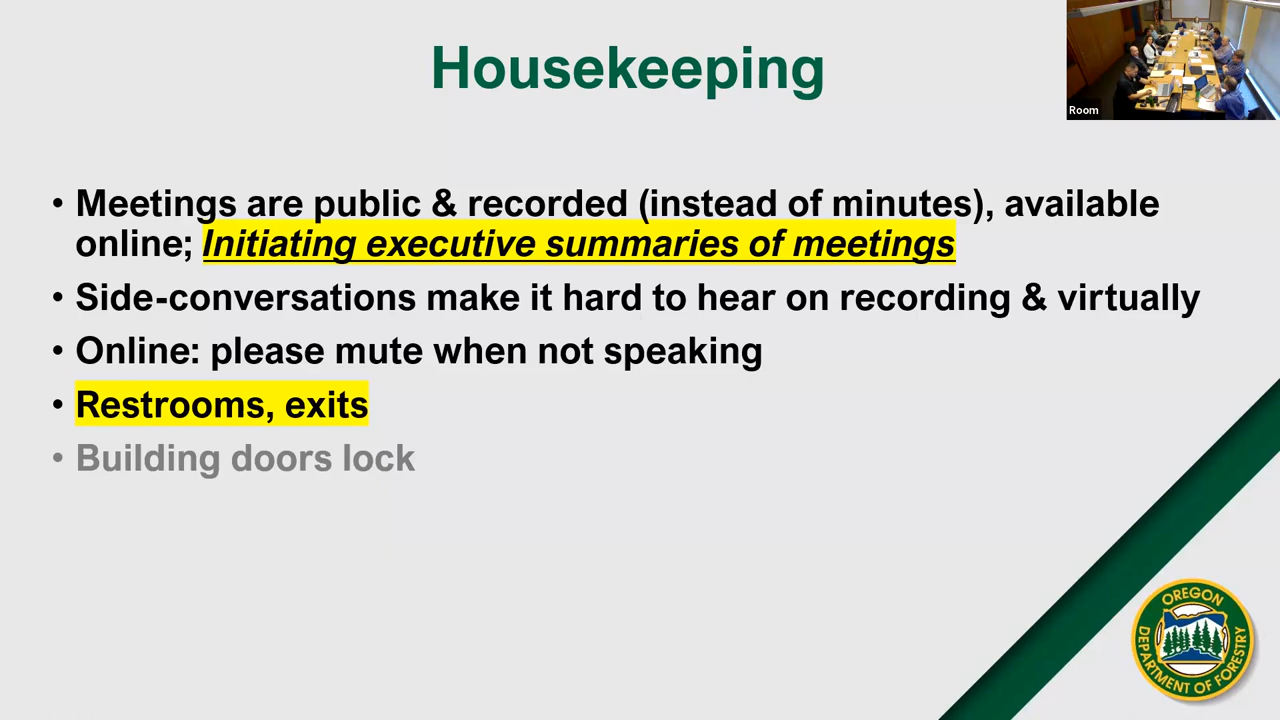 Housekeeping
Room
• Meetings are public & recorded (instead of minutes), available
online; Initiating executive summaries of meetings
• Side-conversations make it hard to hear on recording & virtually
• Online: please mute when not speaking
• Restrooms, exits
• Building doors lock
OREGON
DEPARTMENT OF FORESTRY